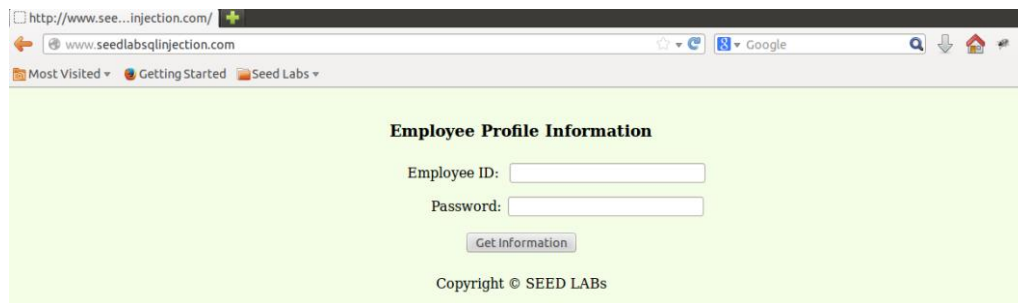 http://www.see...injection.com/
www.seedlabsqlinjection.com
Google
Most Visited Getting Started Seed Labs
Employee Profile Information
Employee ID:
Password:
Get Information
Copyright © SEED LABs